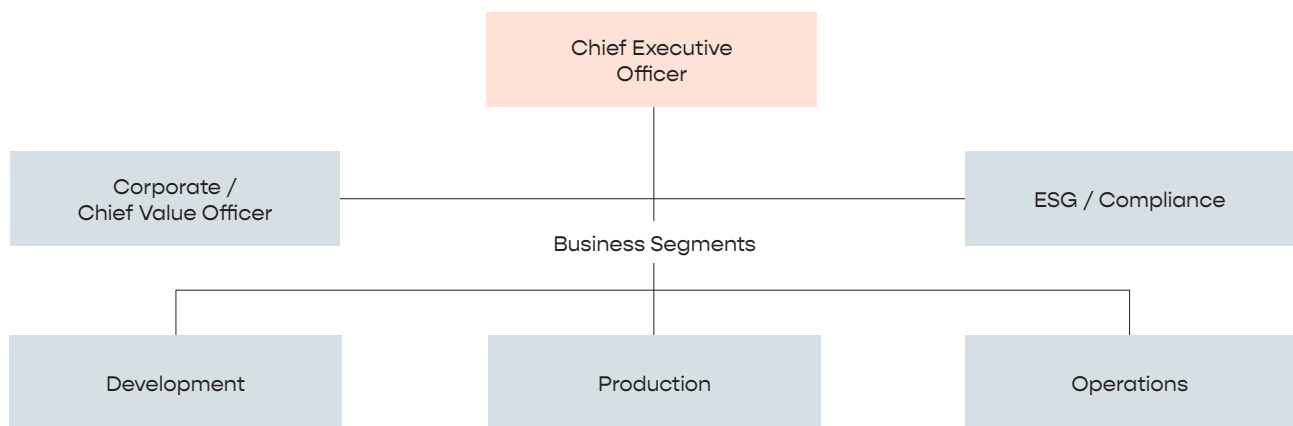 Chief Executive
Officer
Corporate /
Chief Value Officer
ESG / Compliance
Business Segments
Development
Production
Operations